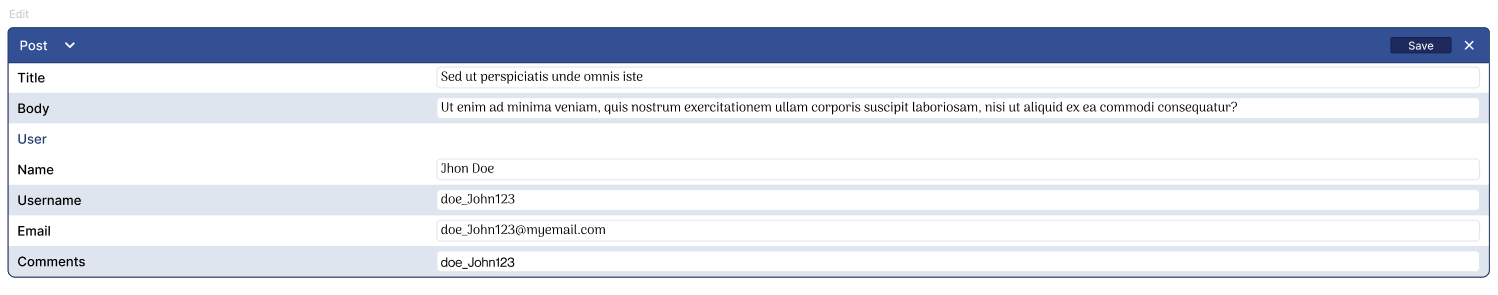 Edit
Post
Save
Title Sed ut perspiciatis unde omnis iste
Body Ut enim ad minima veniam, quis nostrum exercitationem ullam corporis suscipit laboriosam, nisi ut aliquid ex ea commodi consequatur?
User
Name Jhon Doe
Username doe_John123
Email doe_John123@myemail.com
Comments doe_John123